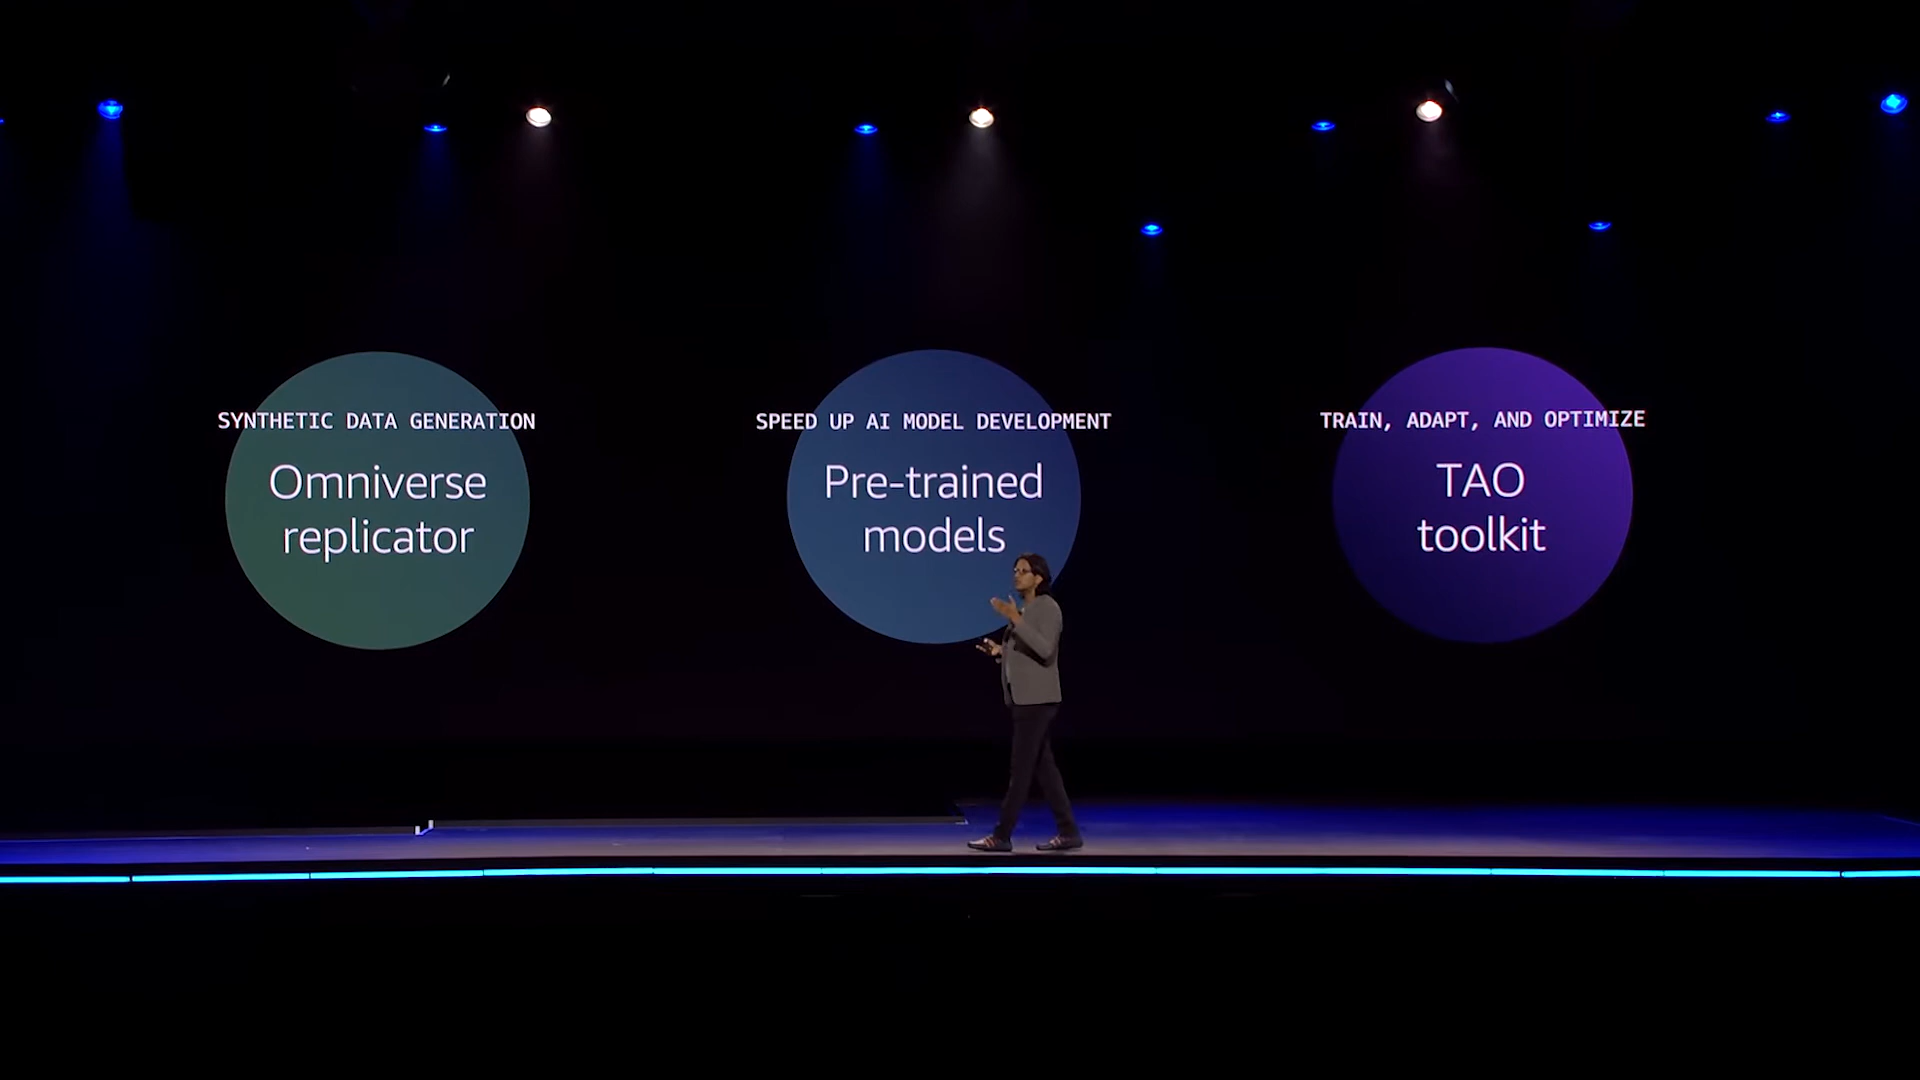 SYNTHETIC DATA GENERATION
Omniverse
replicator
SPEED UP AI MODEL DEVELOPMENT
Pre-trained
models
TRAIN, ADAPT, AND OPTIMIZE
TAO
toolkit